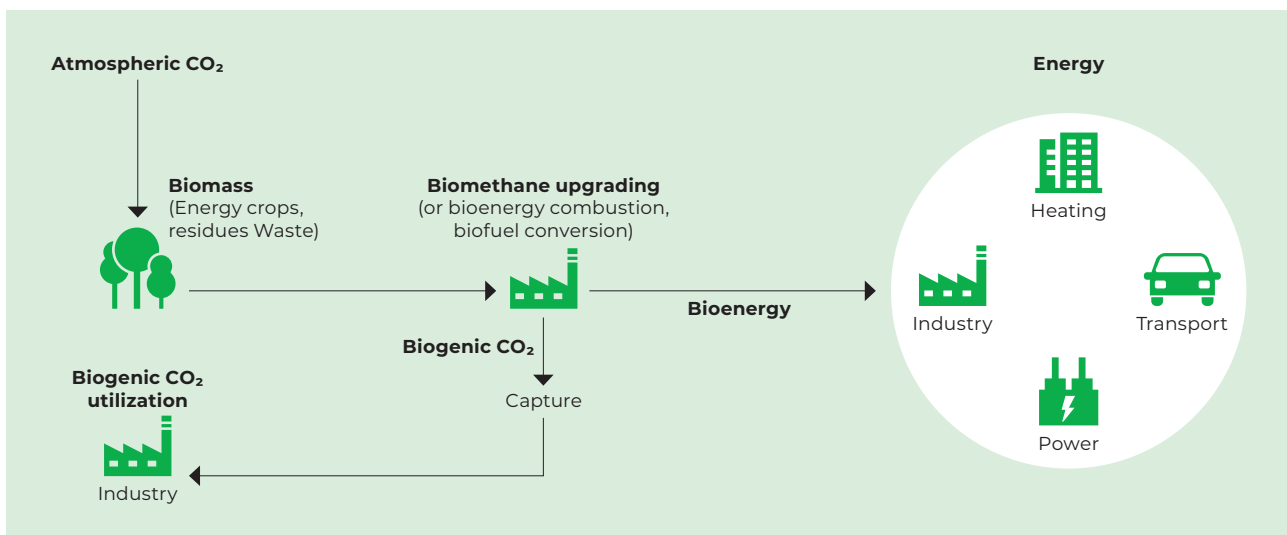 Atmospheric CO₂
Energy
Biomass
(Energy crops,
residues Waste)
Biomethane upgrading
(or bioenergy combustion,
biofuel conversion)
Heating
Industry
Transport
Bioenergy
Biogenic CO₂
Biogenic CO₂
utilization
Capture
Power
Industry